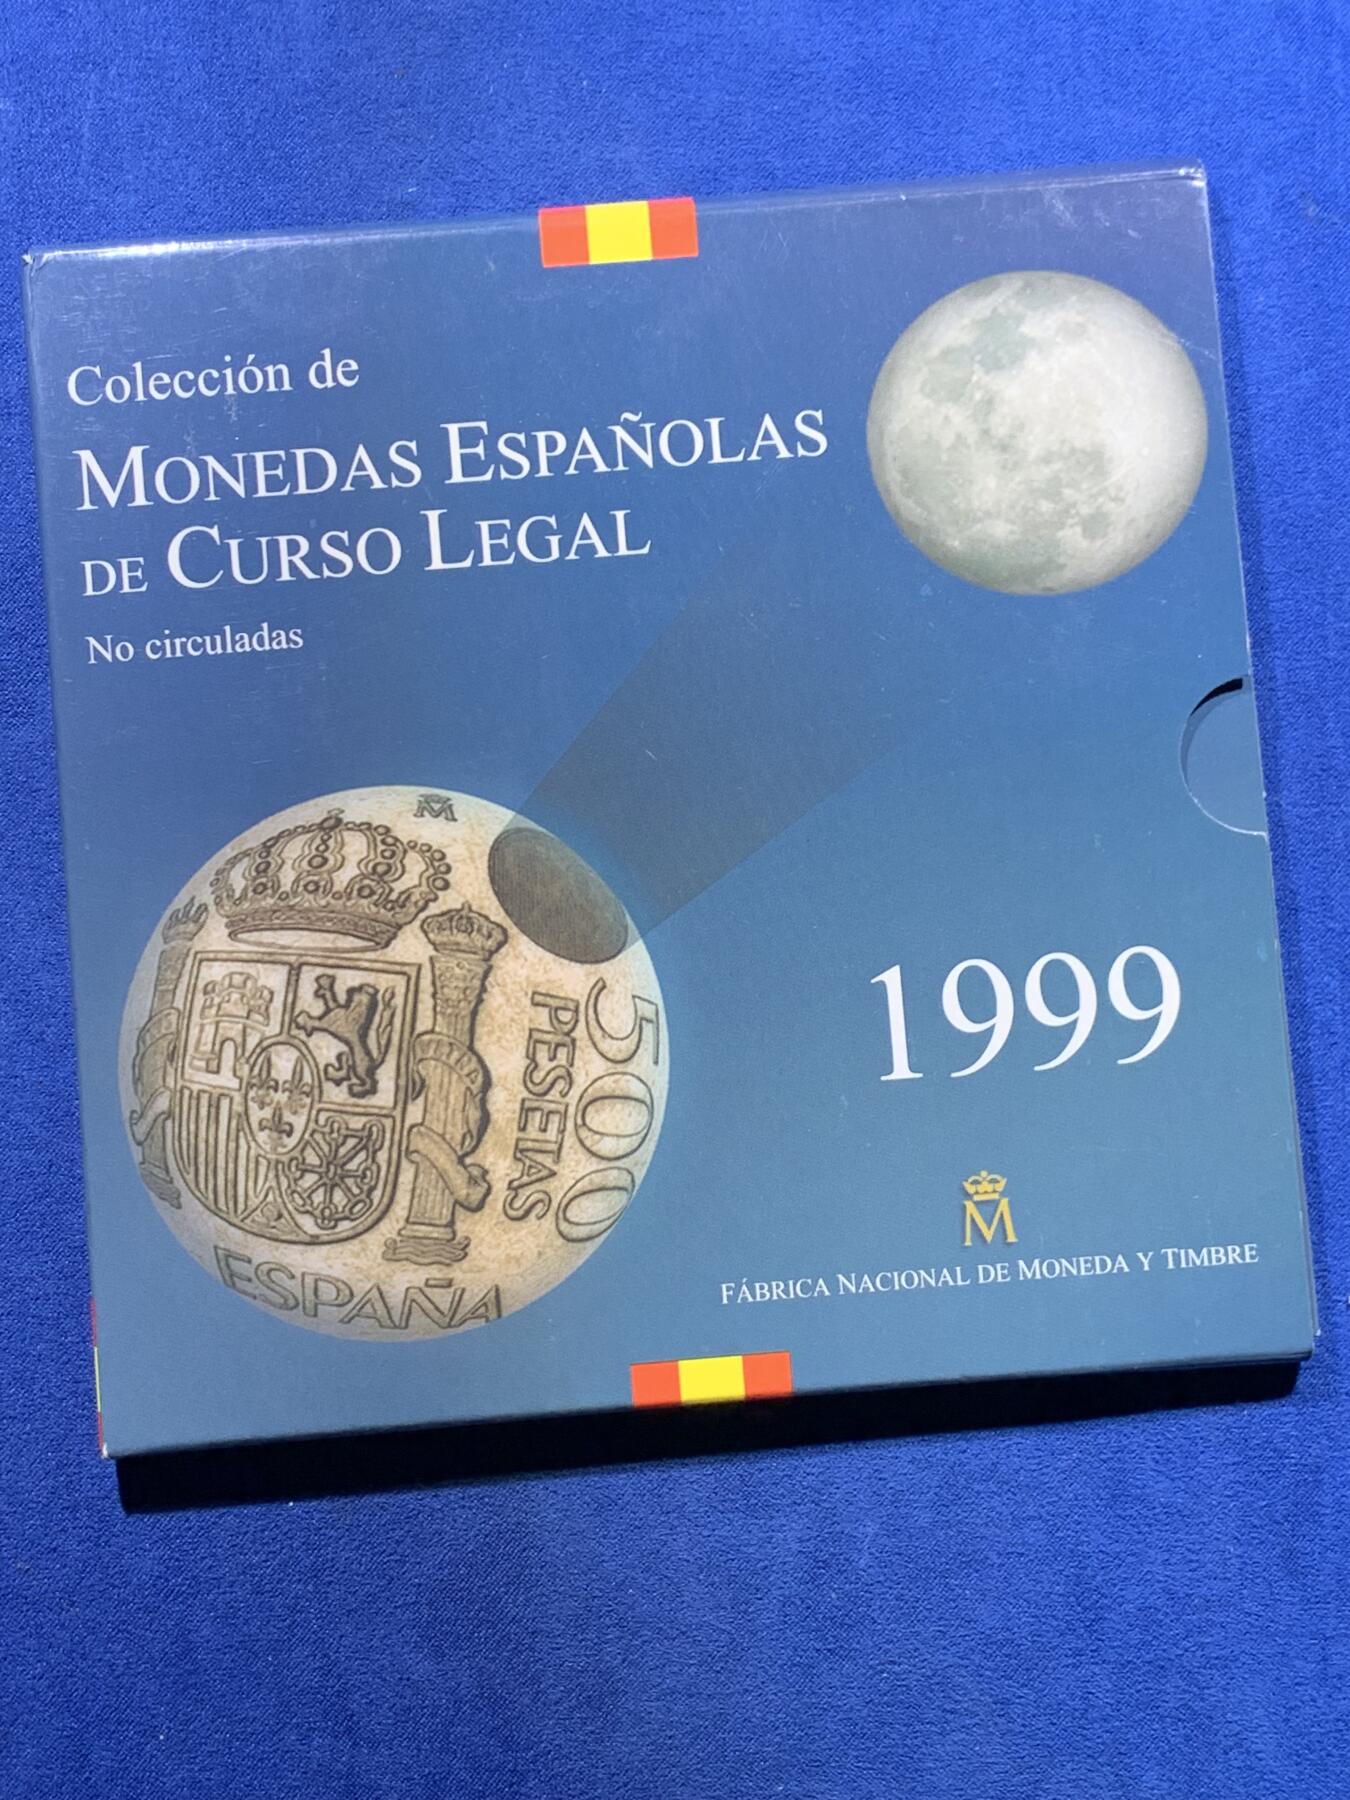 Colección de
MONEDAS ESPAÑOLAS
DE CURSO LEGAL
No circuladas
M
500
PESETAS
ESPAÑA
1999
M
FÁBRICA NACIONAL DE MONEDA Y TIMBRE